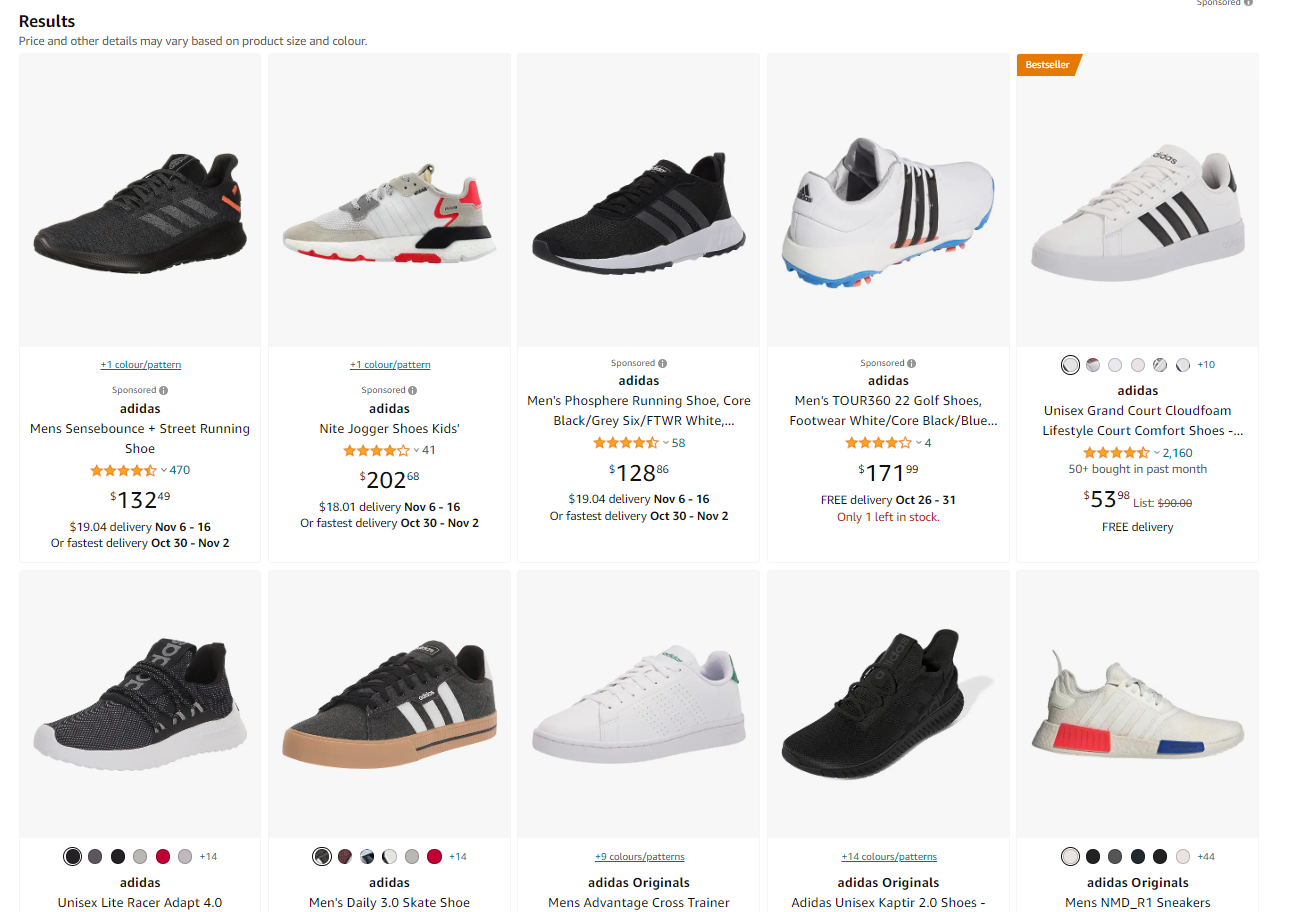 Sponsored
Results
Price and other details may vary based on product size and colour.
Bestseller
+1 colour/pattern
Sponsored
adidas
Mens Sensebounce + Street Running
Shoe
470
$132.49
$19.04 delivery Nov 6 - 16
Or fastest delivery Oct 30 - Nov 2
+1 colour/pattern
Sponsored
adidas
Nite Jogger Shoes Kids'
41
$202.68
$18.01 delivery Nov 6 - 16
Or fastest delivery Oct 30 - Nov 2
Sponsored
adidas
Men's Phosphere Running Shoe, Core
Black/Grey Six/FTWR White,...
58
$128.86
$19.04 delivery Nov 6 - 16
Or fastest delivery Oct 30 - Nov 2
Sponsored
adidas
Men's TOUR360 22 Golf Shoes,
Footwear White/Core Black/Blue...
4
$171.99
FREE delivery Oct 26 - 31
Only 1 left in stock.
adidas
+10
adidas
Unisex Grand Court Cloudfoam
Lifestyle Court Comfort Shoes -...
2,160
50+ bought in past month
$53.98 List: $90.00
FREE delivery
+14
adidas
Unisex Lite Racer Adapt 4.0
adidas
+14
adidas
Men's Daily 3.0 Skate Shoe
+9 colours/patterns
adidas Originals
Mens Advantage Cross Trainer
+14 colours/patterns
adidas Originals
Adidas Unisex Kaptir 2.0 Shoes -
+44
adidas Originals
Mens NMD_R1 Sneakers